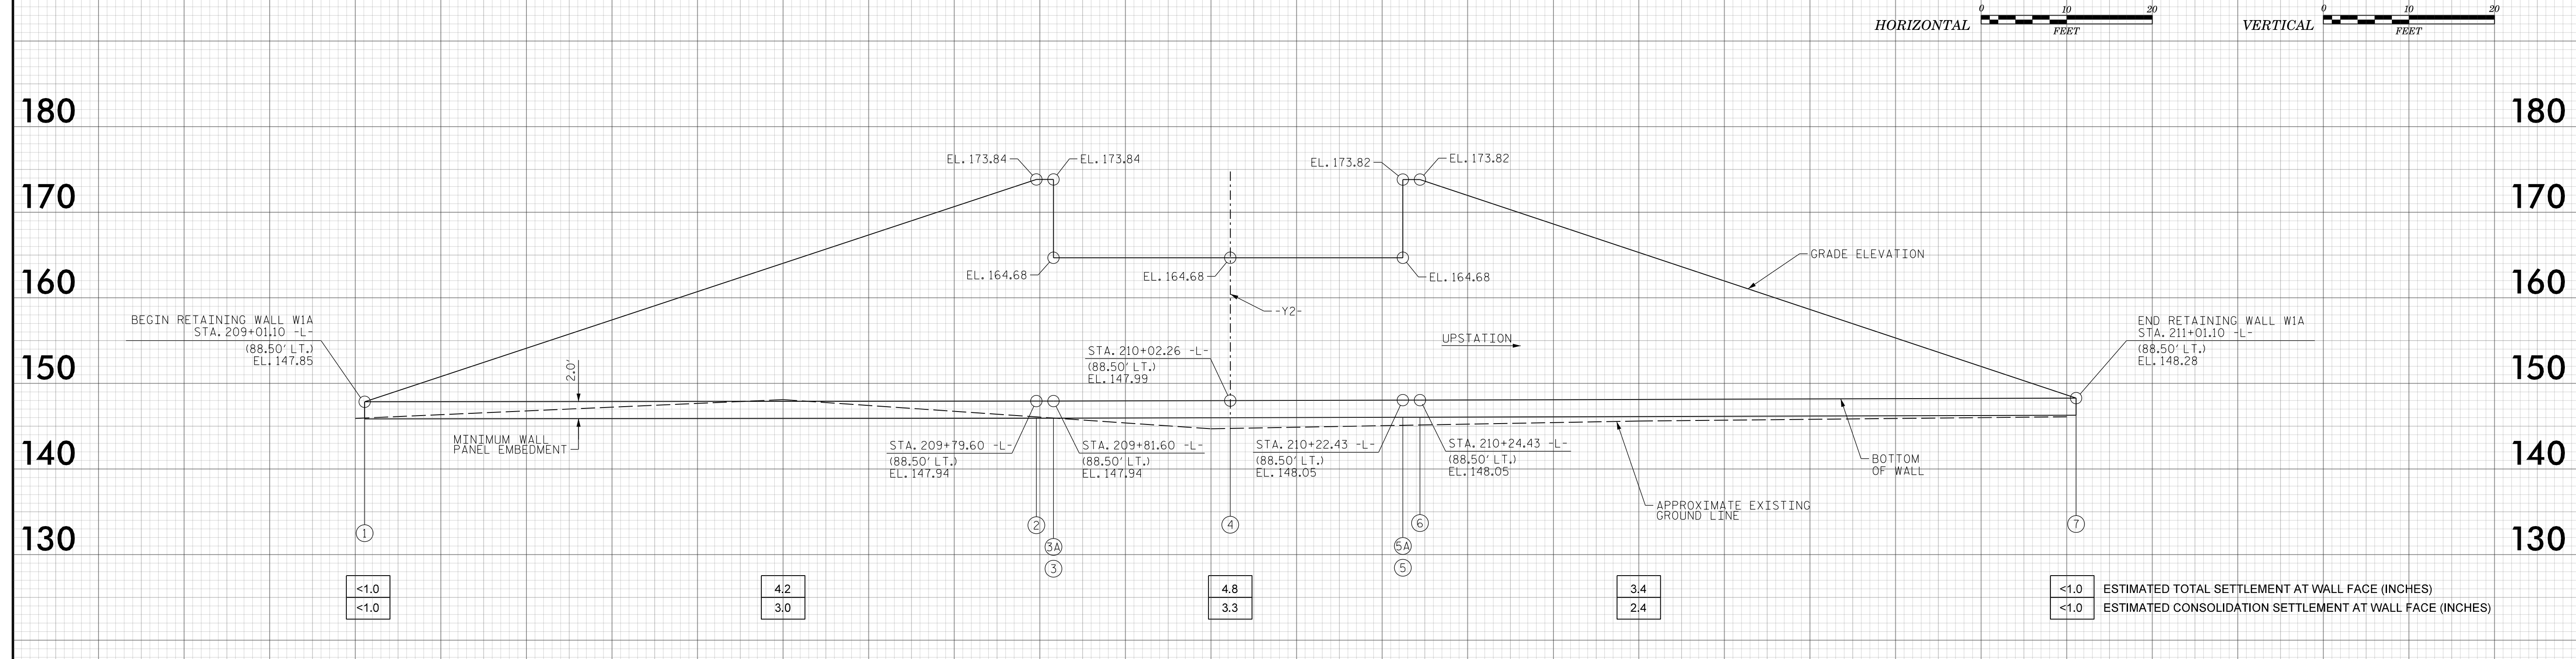 0 10 20
HORIZONTAL
FEET
0 10 20
VERTICAL
FEET
180 180
170 170
160 160
150 150
140 140
130 130
EL. 173.84
EL. 173.84
EL. 173.82
EL. 173.82
EL. 164.68
EL. 164.68
EL. 164.68
GRADE ELEVATION
-Y2-
BEGIN RETAINING WALL W1A
STA. 209+01.10 -L-
(88.50' LT.)
EL. 147.85
2.0'
UPSTATION
STA. 210+02.26 -L-
(88.50' LT.)
EL. 147.99
END RETAINING WALL W1A
STA. 211+01.10 -L-
(88.50' LT.)
EL. 148.28
MINIMUM WALL
PANEL EMBEDMENT
STA. 209+79.60 -L-
(88.50' LT.)
EL. 147.94
STA. 209+81.60 -L-
(88.50' LT.)
EL. 147.94
STA. 210+22.43 -L-
(88.50' LT.)
EL. 148.05
STA. 210+24.43 -L-
(88.50' LT.)
EL. 148.05
BOTTOM
OF WALL
APPROXIMATE EXISTING
GROUND LINE
1
2
3A
3
4
5A
5
6
7
<1.0
<1.0
4.2
3.0
4.8
3.3
3.4
2.4
<1.0 ESTIMATED TOTAL SETTLEMENT AT WALL FACE (INCHES)
<1.0 ESTIMATED CONSOLIDATION SETTLEMENT AT WALL FACE (INCHES)